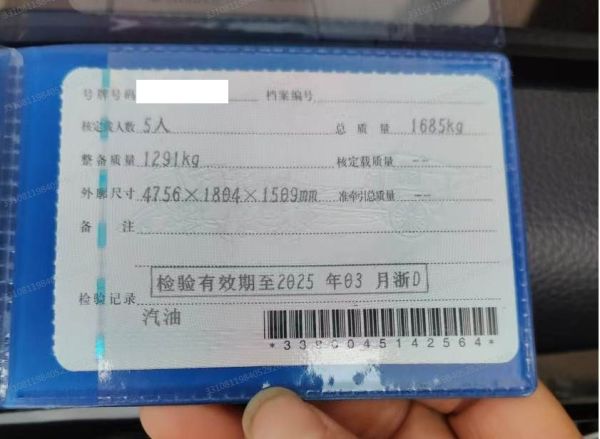 号牌号码 档案编号
核定载人数 5人 总质量 1685kg
整备质量 1291kg 核定载质量 --
外廓尺寸 4756×1804×1509mm 准牵引总质量 --
备注
检验有效期至2025年03月浙D
检验记录
汽油
*3390045142564*